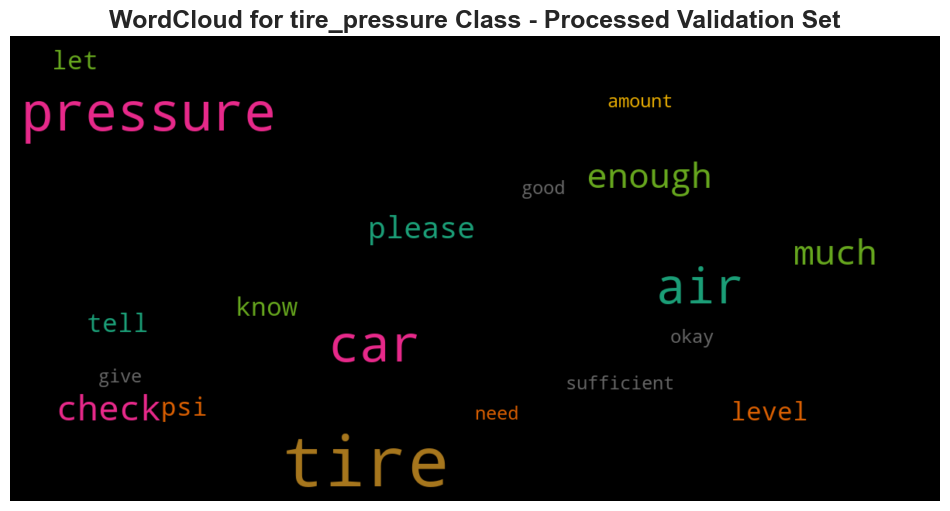 WordCloud for tire_pressure Class - Processed Validation Set
let
pressure
amount
enough
good
please
much
air
know
tell
car
okay
give
sufficient
check
psi
need
level
tire